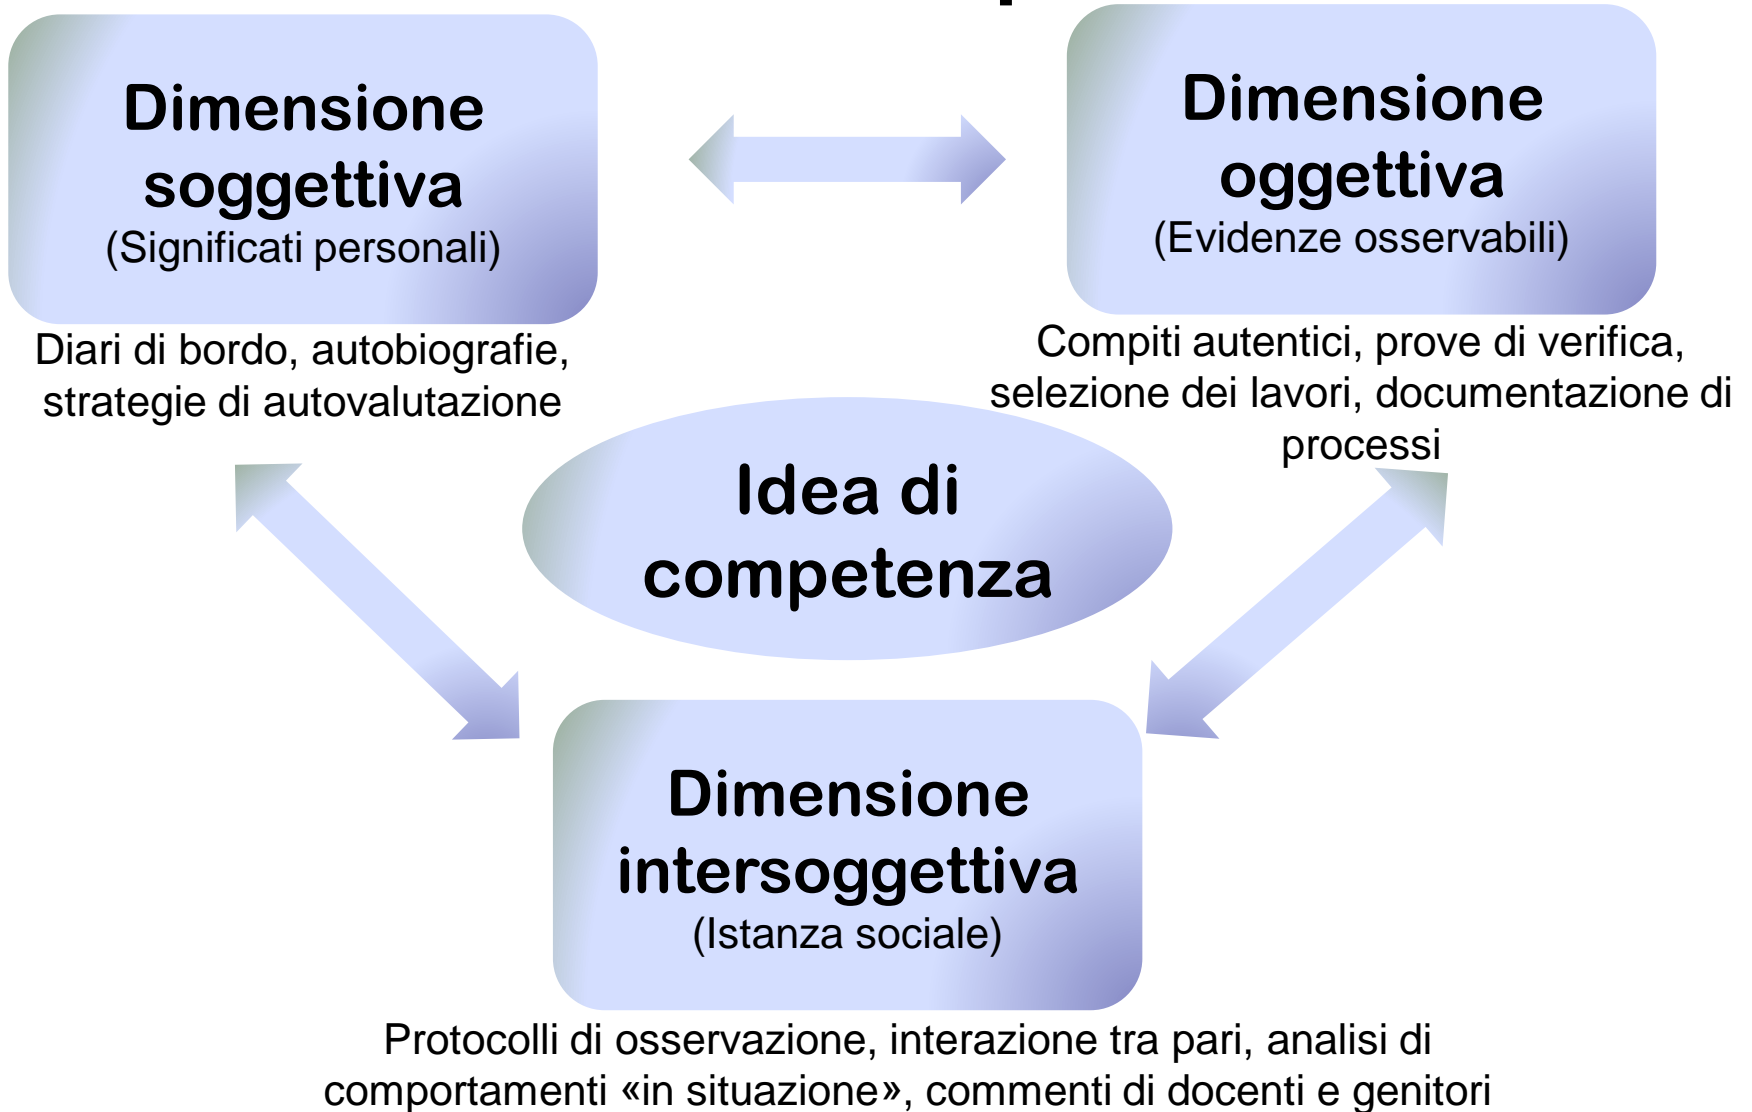 Dimensione
soggettiva
(Significati personali)
Diari di bordo, autobiografie,
strategie di autovalutazione
Dimensione
oggettiva
(Evidenze osservabili)
Compiti autentici, prove di verifica,
selezione dei lavori, documentazione di
processi
Idea di
competenza
Dimensione
intersoggettiva
(Istanza sociale)
Protocolli di osservazione, interazione tra pari, analisi di
comportamenti «in situazione», commenti di docenti e genitori